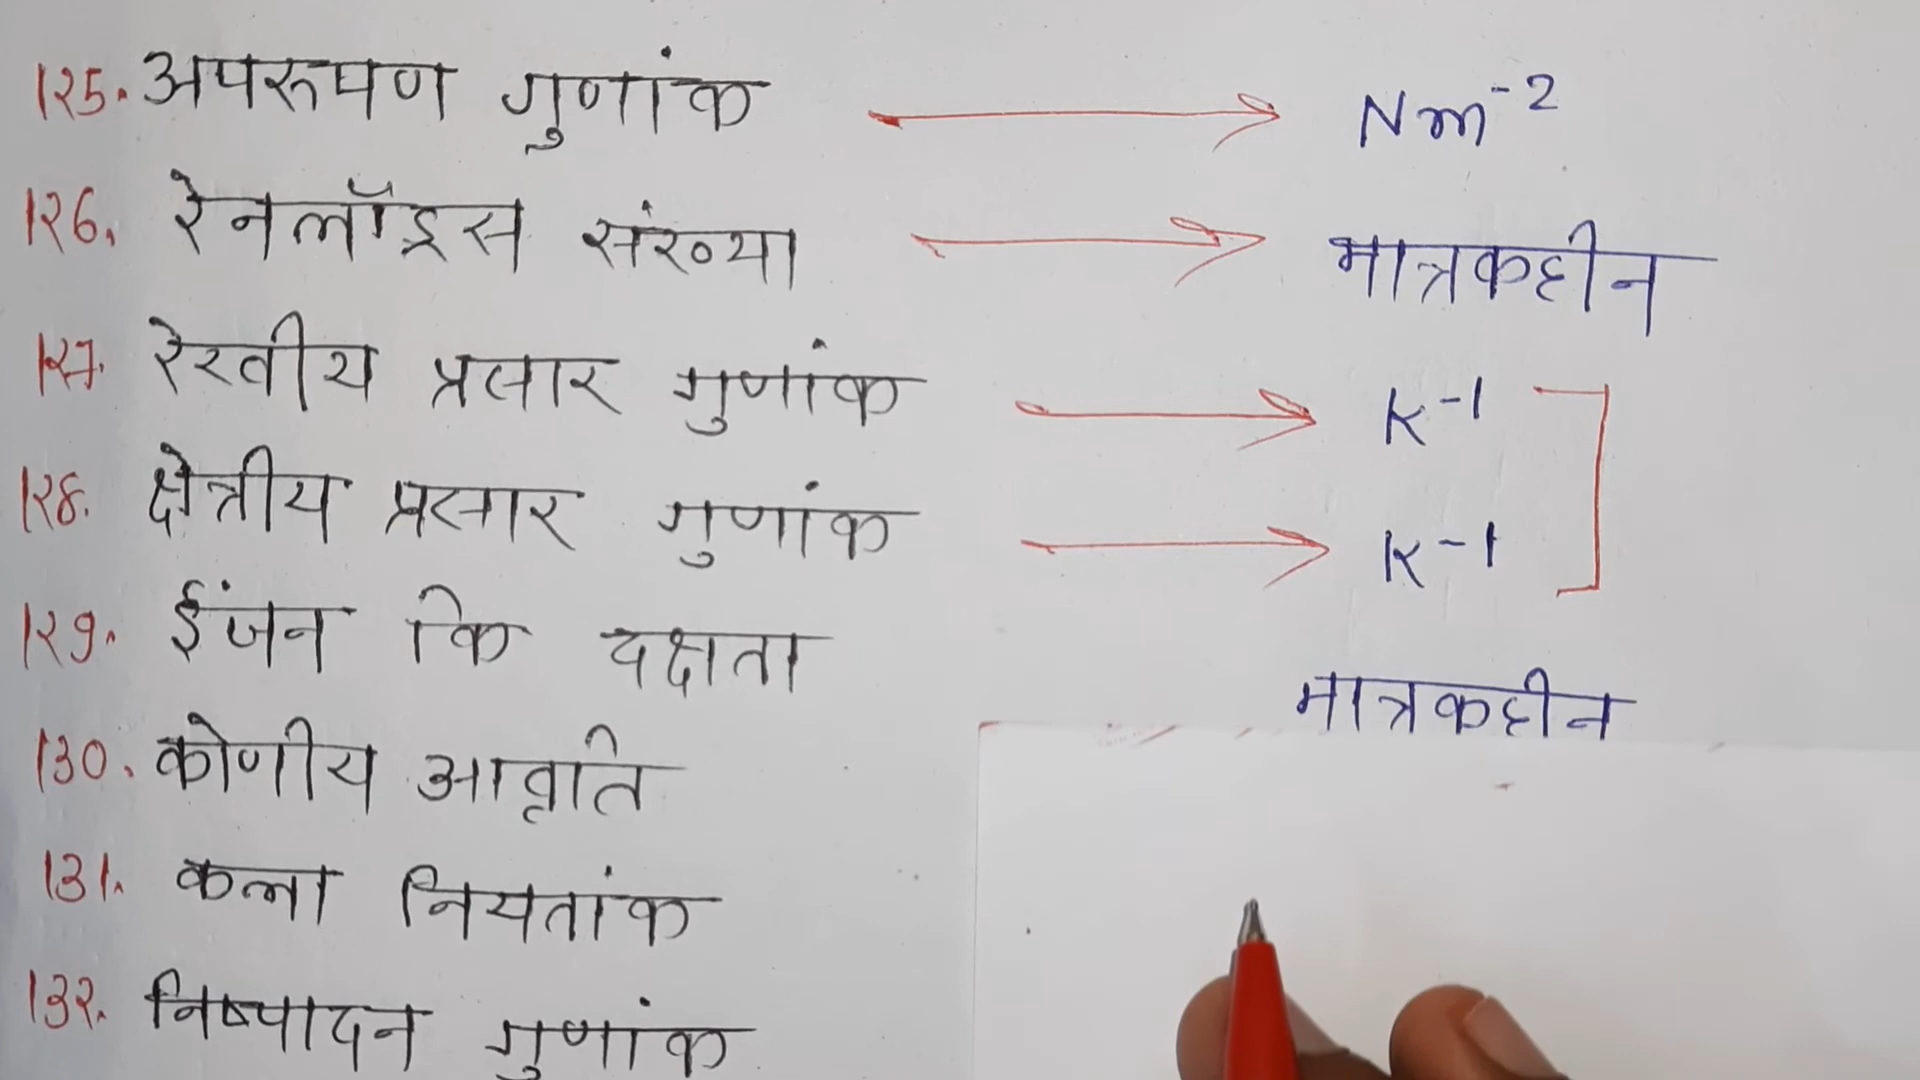 125. अपरूपण गुणांक → Nm⁻²
126. रेनलॉड्स संख्या → मात्रकहीन
127. रेखीय प्रसार गुणांक → K⁻¹
128. क्षेत्रीय प्रसार गुणांक → K⁻¹
129. ईंजन कि दक्षता मात्रकहीन
130. कोणीय आवृति
131. कला नियतांक
132. निष्पादन गुणांक